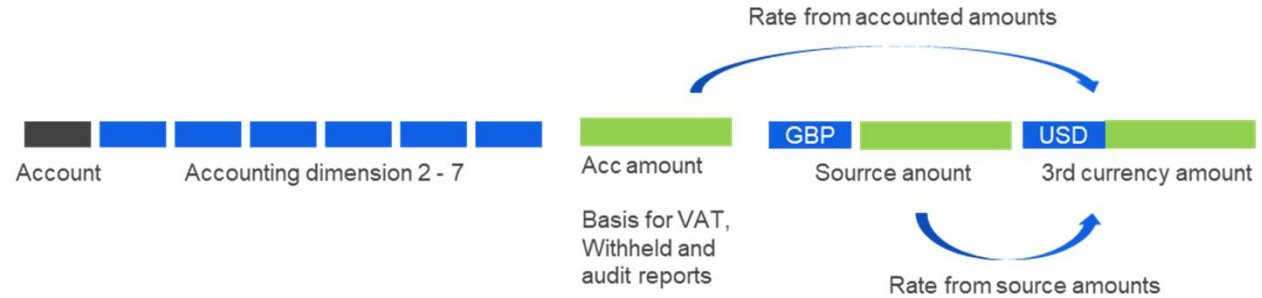 Rate from accounted amounts
GBP
USD
Account
Accounting dimension 2 - 7
Acc amount
Sourrce anount
3rd currency amount
Basis for VAT,
Withheld and
audit reports
Rate from source amounts